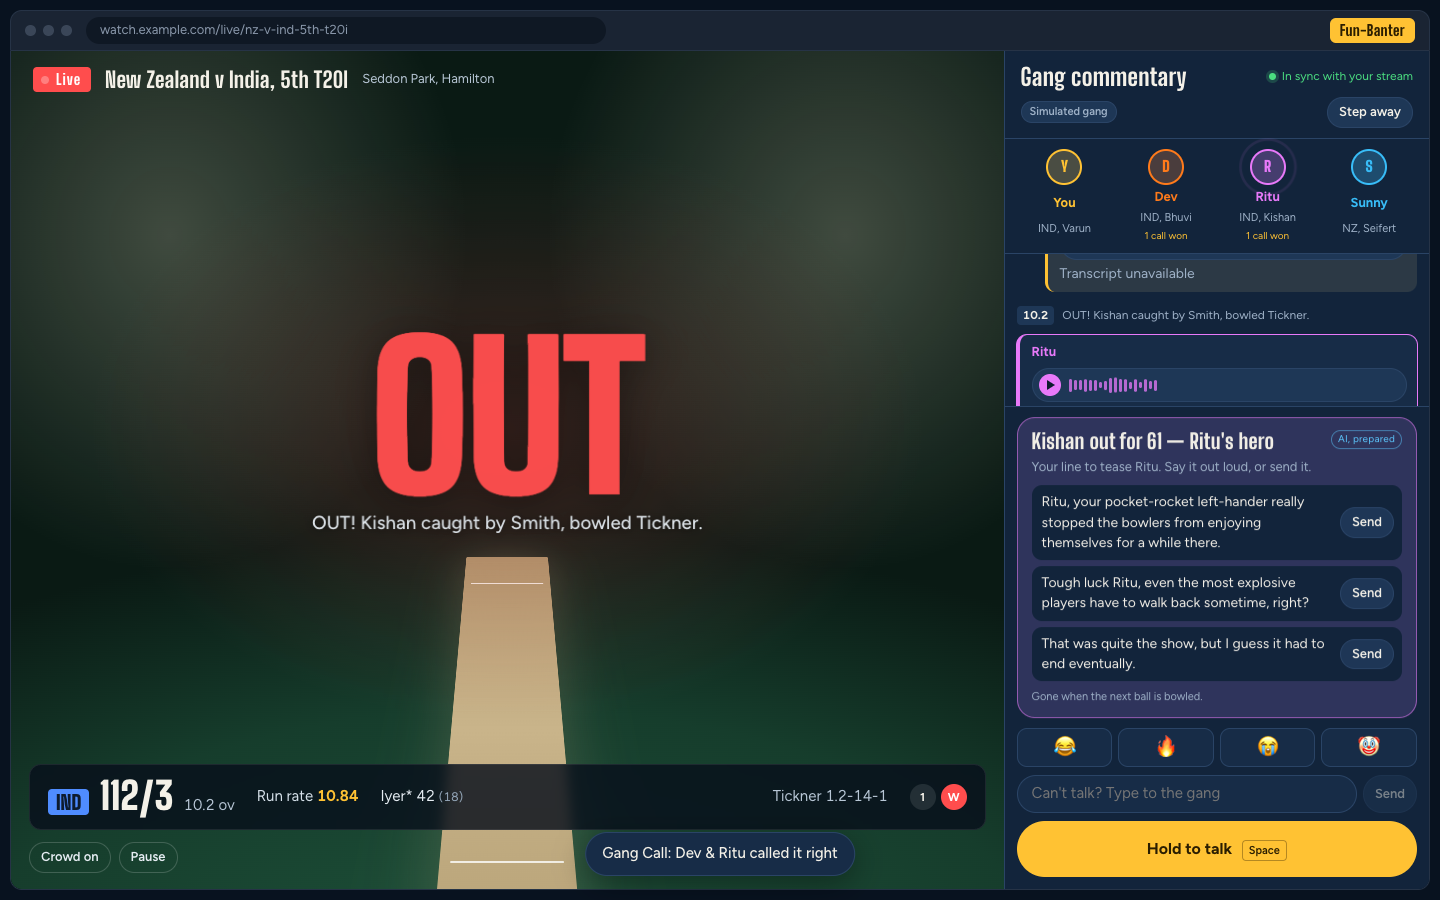 watch.example.com/live/nz-v-ind-5th-t20i
Fun-Banter
Live
New Zealand v India, 5th T20I
Seddon Park, Hamilton
OUT
OUT! Kishan caught by Smith, bowled Tickner.
IND
112/3
10.2 ov
Run rate 10.84
Iyer* 42 (18)
Tickner 1.2-14-1
1
W
Crowd on
Pause
Gang Call: Dev & Ritu called it right
Gang commentary
In sync with your stream
Simulated gang
Step away
Y
D
R
S
You
Dev
Ritu
Sunny
IND, Varun
IND, Bhuvi
IND, Kishan
NZ, Seifert
1 call won
1 call won
Transcript unavailable
10.2
OUT! Kishan caught by Smith, bowled Tickner.
Ritu
Kishan out for 61 — Ritu's hero
AI, prepared
Your line to tease Ritu. Say it out loud, or send it.
Ritu, your pocket-rocket left-hander really
stopped the bowlers from enjoying
themselves for a while there.
Send
Tough luck Ritu, even the most explosive
players have to walk back sometime, right?
Send
That was quite the show, but I guess it had to
end eventually.
Send
Gone when the next ball is bowled.
Can't talk? Type to the gang
Send
Hold to talk
Space